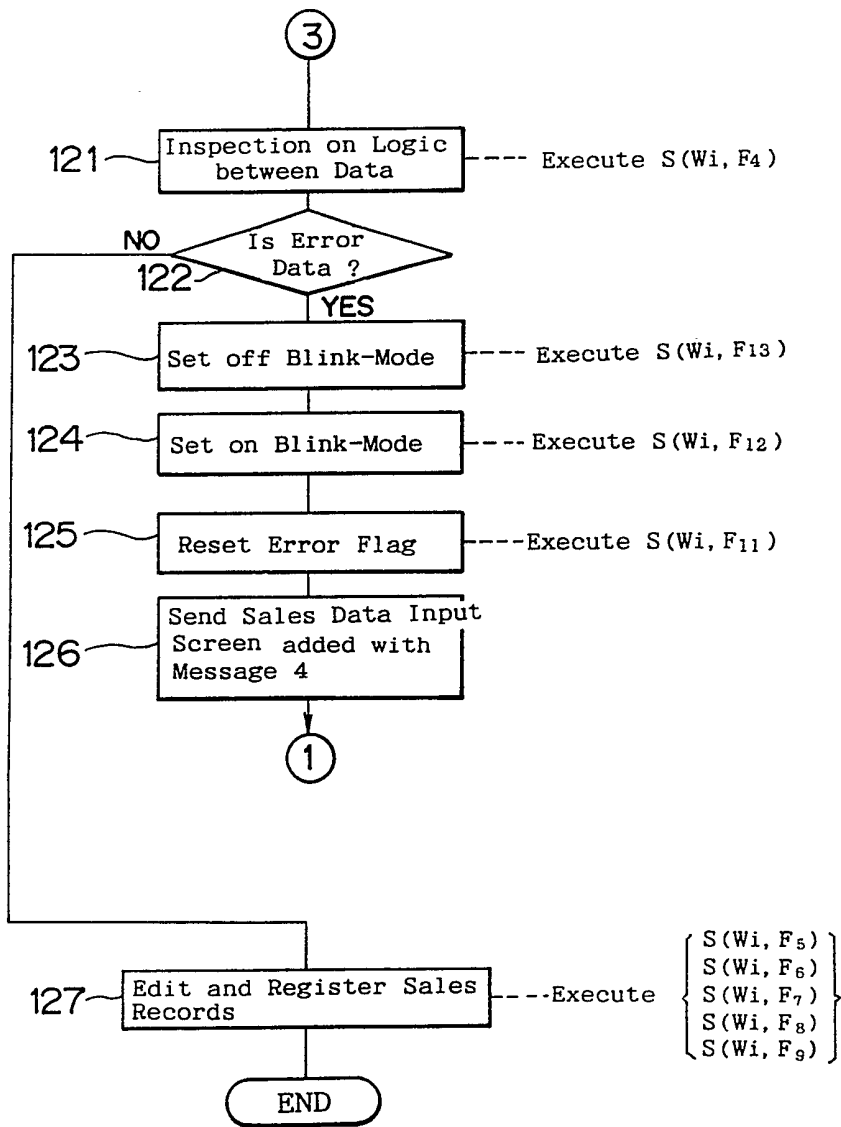 3
121
Inspection on Logic
between Data
Execute S(Wi, F4)
NO
Is Error
Data ?
122
YES
123
Set off Blink-Mode
Execute S(Wi, F13)
124
Set on Blink-Mode
Execute S(Wi, F12)
125
Reset Error Flag
Execute S(Wi, F11)
126
Send Sales Data Input
Screen added with
Message 4
1
127
Edit and Register Sales
Records
Execute
S(Wi, F5)
S(Wi, F6)
S(Wi, F7)
S(Wi, F8)
S(Wi, F9)
END